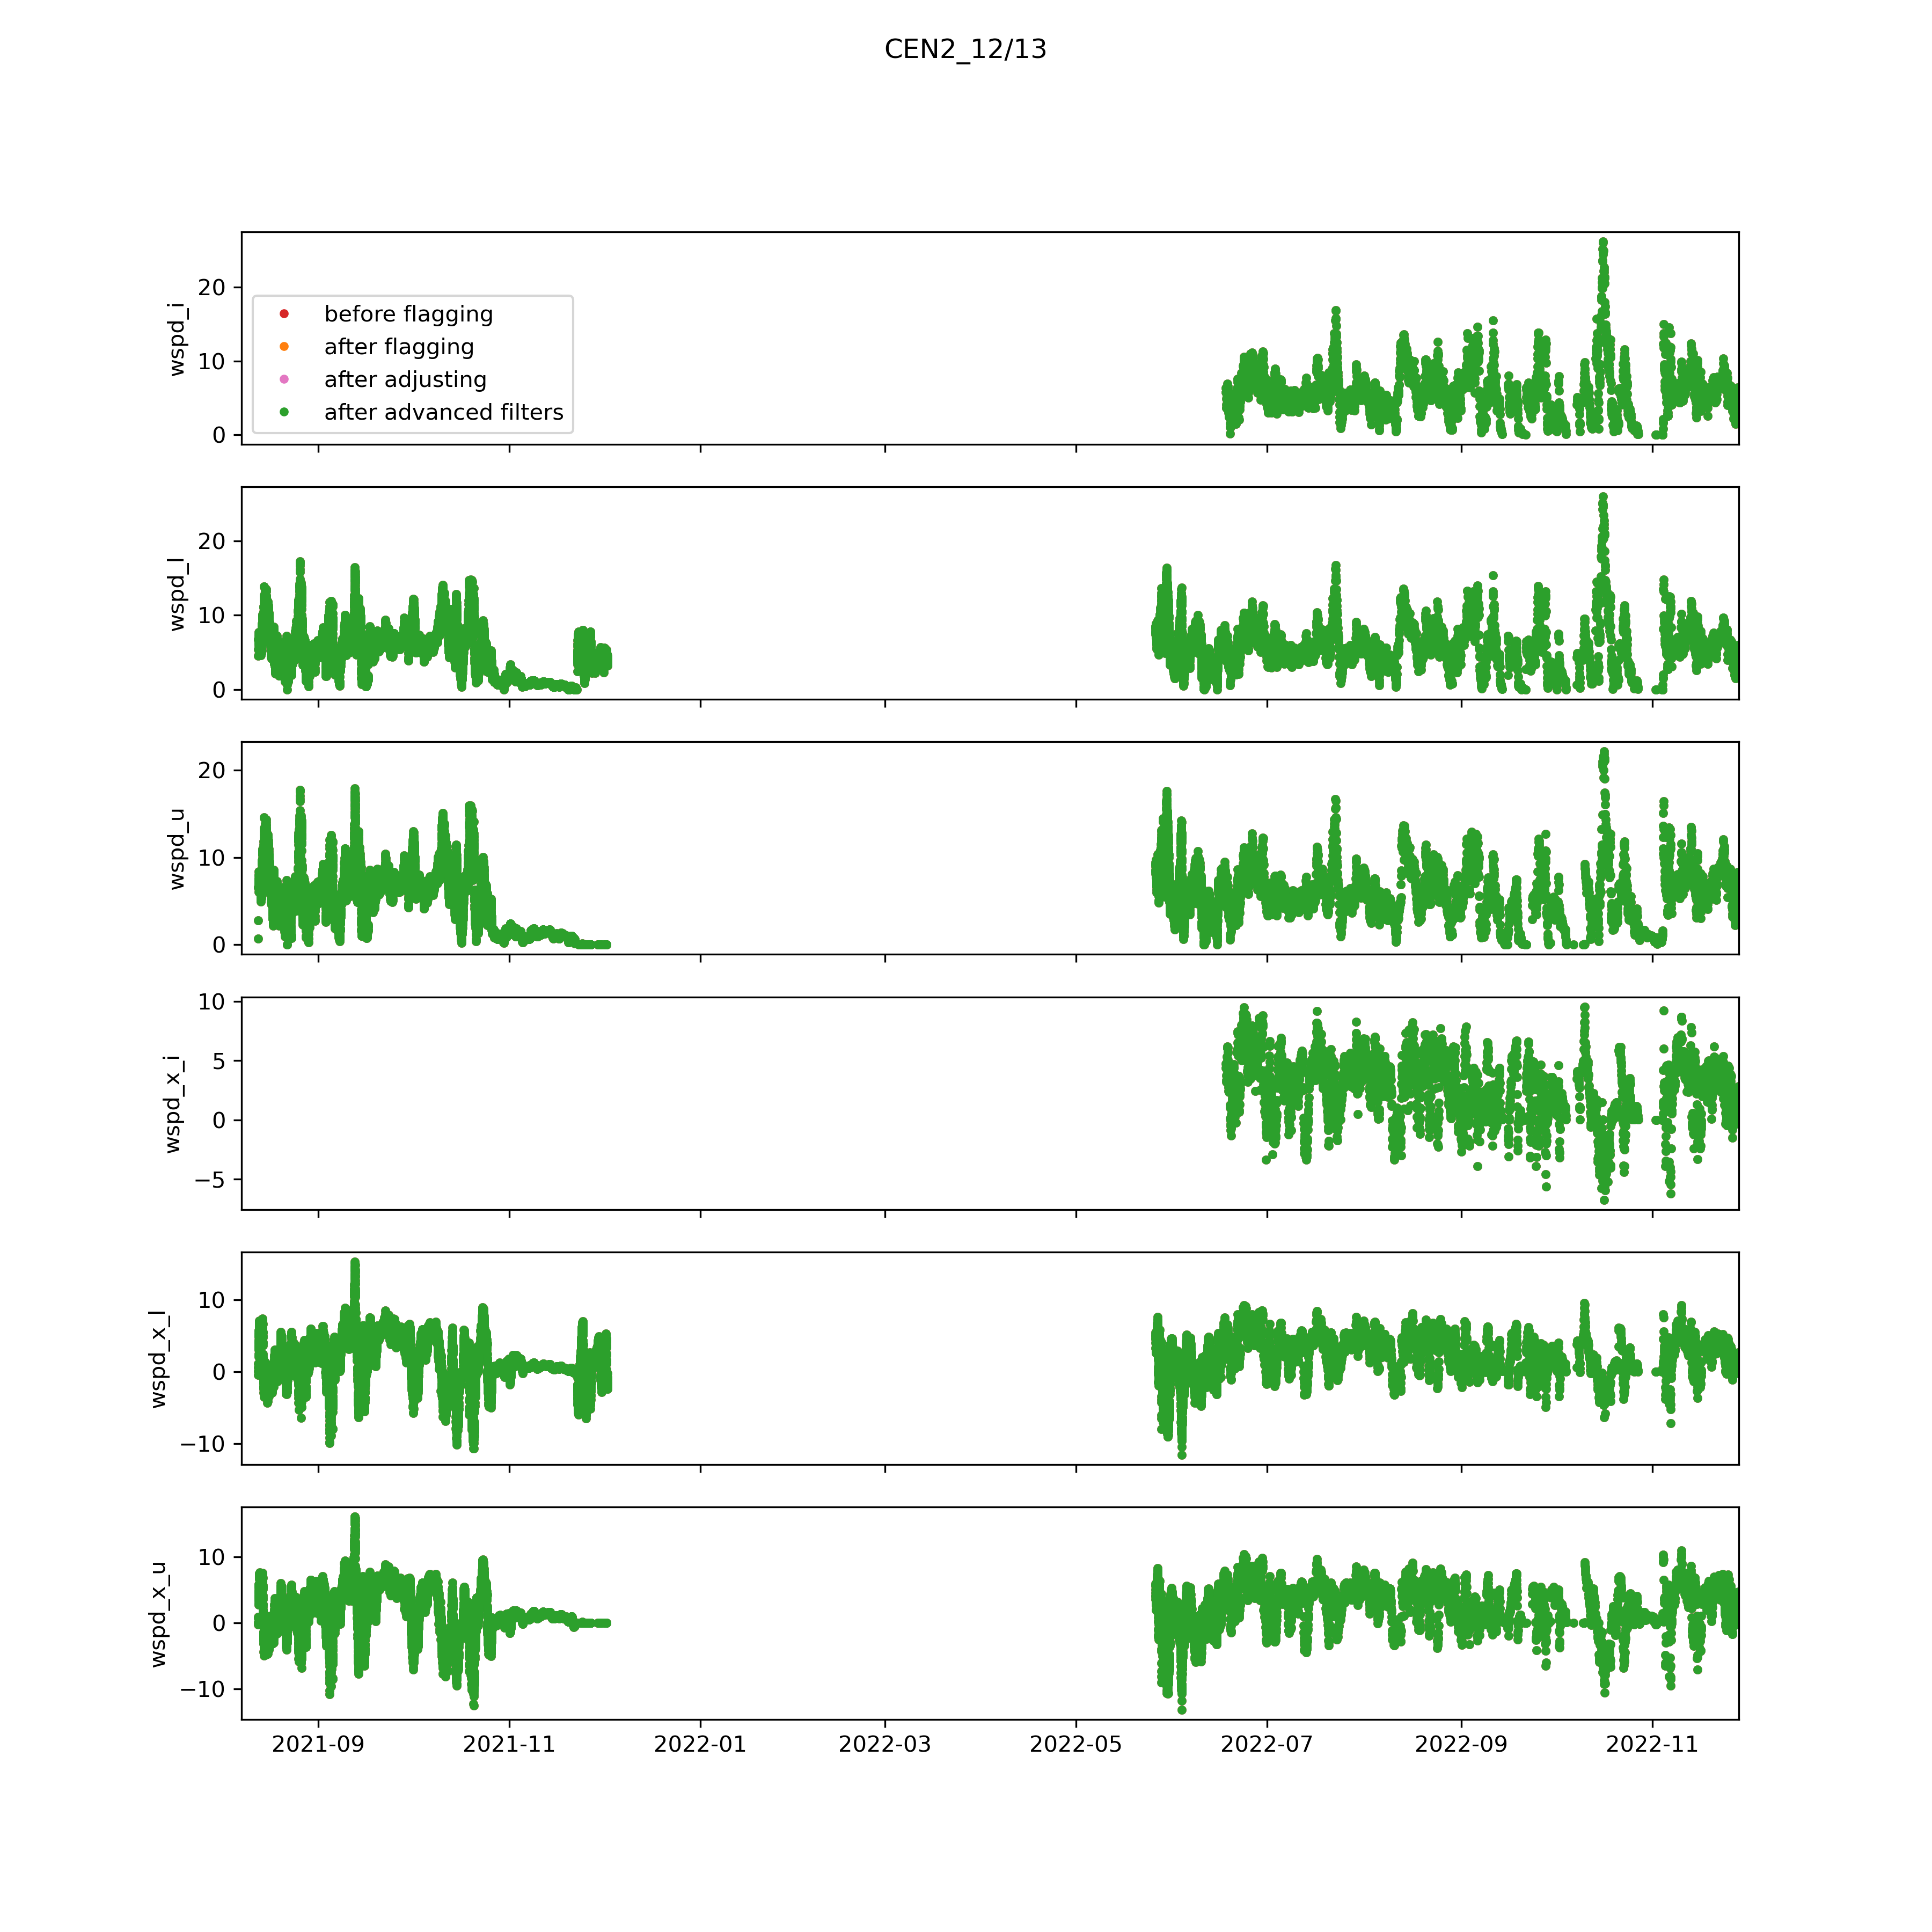 CEN2_12/13
20
10
0
wspd_i
before flagging
after flagging
after adjusting
after advanced filters
20
10
0
wspd_l
20
10
0
wspd_u
10
5
0
−5
wspd_x_i
10
0
−10
wspd_x_l
10
0
−10
wspd_x_u
2021-09 2021-11 2022-01 2022-03 2022-05 2022-07 2022-09 2022-11